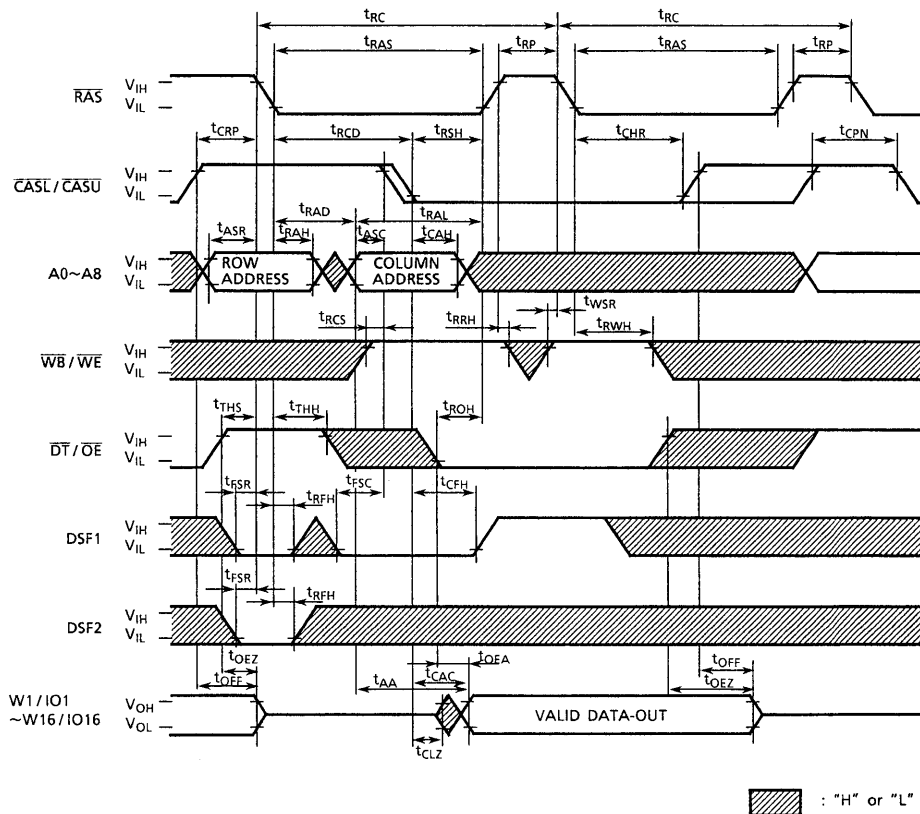 tRC tRC
tRAS tRP tRAS tRP
RAS VIH VIL
tCRP tRCD tRSH tCHR tCPN
CASL / CASU VIH VIL
tRAD tRAL
tASR tRAH tASC tCAH
A0~A8 VIH VIL ROW ADDRESS COLUMN ADDRESS
tWSR
tRCS tRRH tRWH
WB / WE VIH VIL
tTHS tTHH tROH
DT / OE VIH VIL
tFSR tRFH tFSC tCFH
DSF1 VIH VIL
tFSR tRFH
DSF2 VIH VIL
tOEZ tOEA tOFF
tOFF tAA tCAC tOEZ
W1 / IO1
~W16 / IO16 VOH VOL VALID DATA-OUT
tCLZ
: "H" or "L"